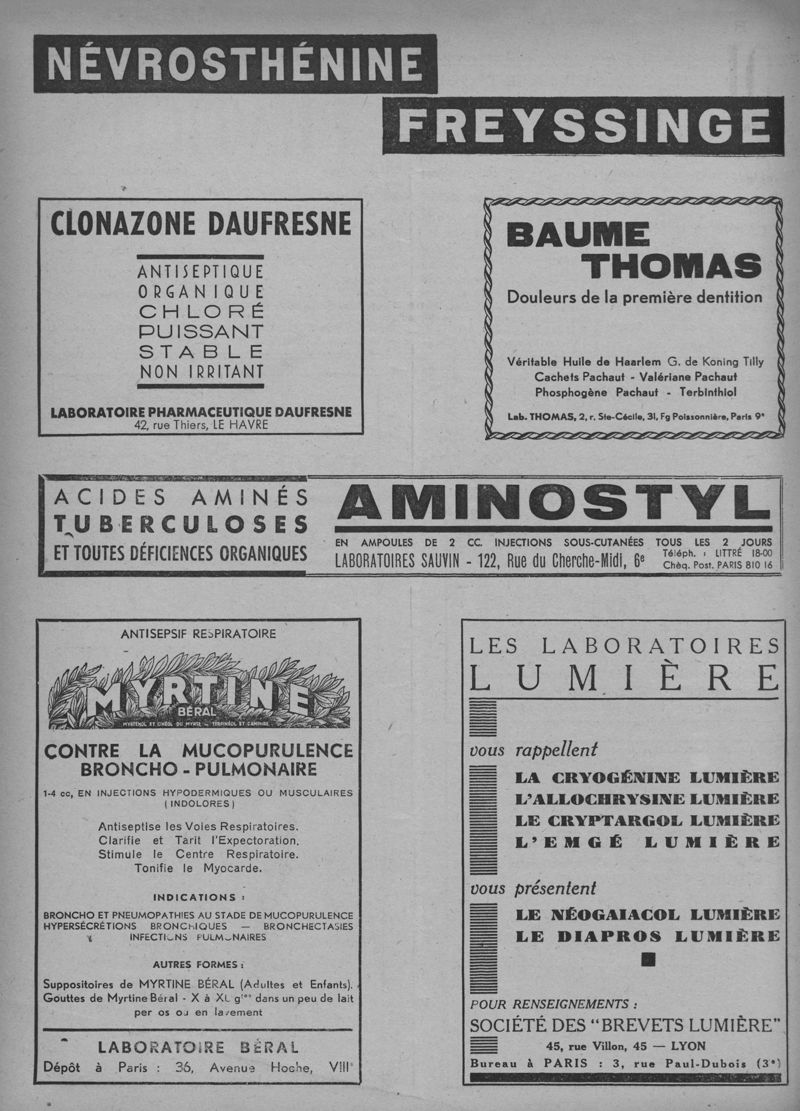 NÉVROSTHÉNINE
FREYSSINGE
CLONAZONE DAUFRESNE
ANTISEPTIQUE
ORGANIQUE
CHLORÉ
PUISSANT
STABLE
NON IRRITANT
LABORATOIRE PHARMACEUTIQUE DAUFRESNE
42, rue Thiers, LE HAVRE
BAUME
THOMAS
Douleurs de la première dentition
Véritable Huile de Haarlem G. de Koning Tilly
Cachets Pachaut - Valériane Pachaut
Phosphogène Pachaut - Terbinthiol
Lab. THOMAS, 2, r. Ste-Cécile, 31, Fg Poissonnière, Paris 9e
ACIDES AMINÉS
TUBERCULOSES
ET TOUTES DÉFICIENCES ORGANIQUES
AMINOSTYL
EN AMPOULES DE 2 CC. INJECTIONS SOUS-CUTANÉES TOUS LES 2 JOURS
LABORATOIRES SAUVIN - 122, Rue du Cherche-Midi, 6e
Téléph. : LITTRÉ 18-00
Chèq. Post. PARIS 810 16
ANTISEPSIF RESPIRATOIRE
MYRTINE
BÉRAL
MYRTENOL ET CINÉOL DU MYRTE - TERPINÉOL ET CAMPHRE
CONTRE LA MUCOPURULENCE
BRONCHO - PULMONAIRE
1-4 cc, EN INJECTIONS HYPODERMIQUES OU MUSCULAIRES
(INDOLORES)
Antiseptise les Voies Respiratoires.
Clarifie et Tarit l'Expectoration.
Stimule le Centre Respiratoire.
Tonifie le Myocarde.
INDICATIONS :
BRONCHO ET PNEUMOPATHIES AU STADE DE MUCOPURULENCE
HYPERSÉCRÉTIONS BRONCHIQUES — BRONCHECTASIES
INFECTIONS PULMONAIRES
AUTRES FORMES :
Suppositoires de MYRTINE BÉRAL (Adultes et Enfants).
Gouttes de Myrtine Béral - X à XL gtes dans un peu de lait
per os ou en lavement
LABORATOIRE BÉRAL
Dépôt à Paris : 36, Avenue Hoche, VIIIe
LES LABORATOIRES
LUMIÈRE
vous rappellent
LA CRYOGÉNINE LUMIÈRE
L'ALLOCHRYSINE LUMIÈRE
LE CRYPTARGOL LUMIÈRE
L'EMGÉ LUMIÈRE
vous présentent
LE NÉOGAIACOL LUMIÈRE
LE DIAPROS LUMIÈRE
POUR RENSEIGNEMENTS :
SOCIÉTÉ DES "BREVETS LUMIÈRE"
45, rue Villon, 45 — LYON
Bureau à PARIS : 3, rue Paul-Dubois (3e)